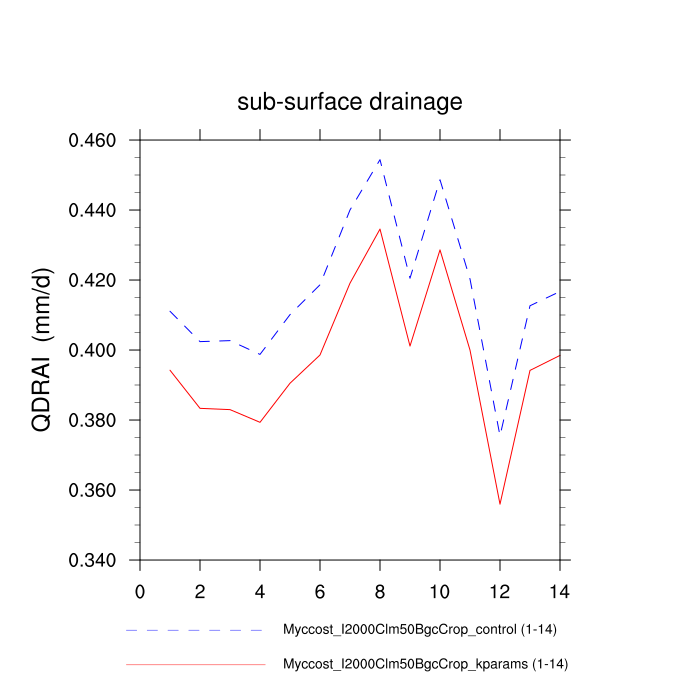 sub-surface drainage
0.460
0.440
0.420
0.400
0.380
0.360
0.340
QDRAI (mm/d)
0 2 4 6 8 10 12 14
Myccost_I2000Clm50BgcCrop_control (1-14)
Myccost_I2000Clm50BgcCrop_kparams (1-14)